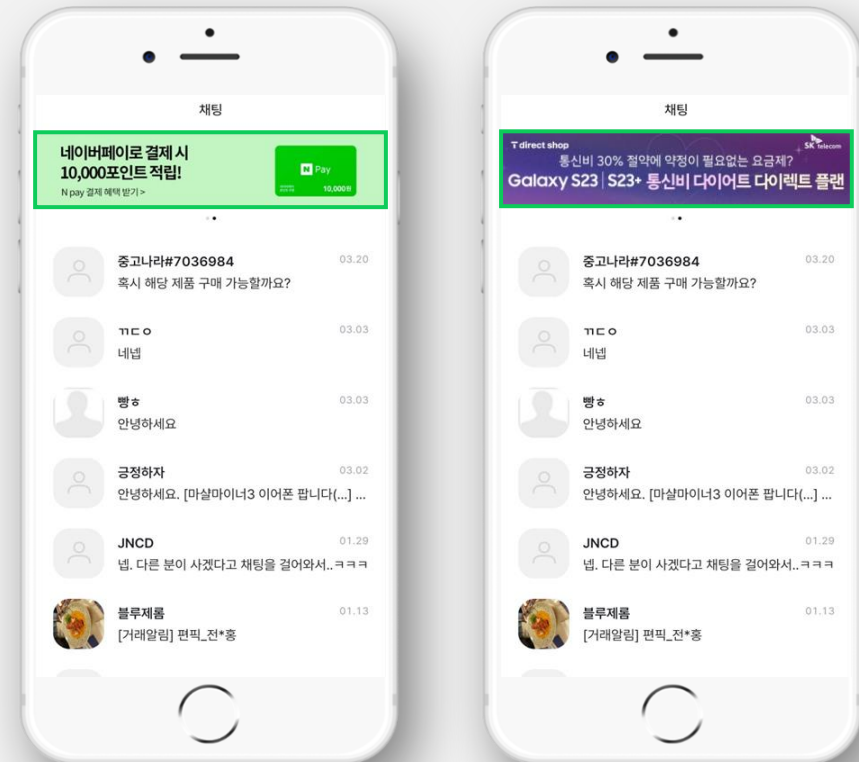 채팅
네이버페이로 결제 시
10,000포인트 적립!
N pay 결제 혜택 받기 >
N Pay
10,000원
중고나라#7036984
03.20
혹시 해당 제품 구매 가능할까요?
ㄲㄷㅇ
03.03
네넵
빵ㅎ
03.03
안녕하세요
긍정하자
03.02
안녕하세요. [마샬마이너3 이어폰 팝니다(...] ...
JNCD
01.29
넵. 다른 분이 사겠다고 채팅을 걸어와서..ㅋㅋㅋ
블루제롬
01.13
[거래알림] 편픽_전*홍
채팅
T direct shop
SK telecom
통신비 30% 절약에 약정이 필요없는 요금제?
Galaxy S23 | S23+ 통신비 다이어트 다이렉트 플랜
중고나라#7036984
03.20
혹시 해당 제품 구매 가능할까요?
ㄲㄷㅇ
03.03
네넵
빵ㅎ
03.03
안녕하세요
긍정하자
03.02
안녕하세요. [마샬마이너3 이어폰 팝니다(...] ...
JNCD
01.29
넵. 다른 분이 사겠다고 채팅을 걸어와서..ㅋㅋㅋ
블루제롬
01.13
[거래알림] 편픽_전*홍